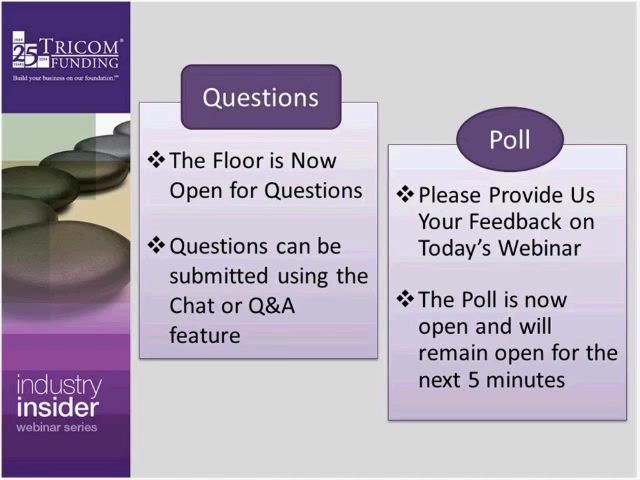 25
TRICOM
FUNDING
Build your business on our foundation.
Questions
❖The Floor is Now
Open for Questions
❖Questions can be
submitted using the
Chat or Q&A
feature
Poll
❖Please Provide Us
Your Feedback on
Today's Webinar
❖The Poll is now
open and will
remain open for the
next 5 minutes
industry
insider
webinar series